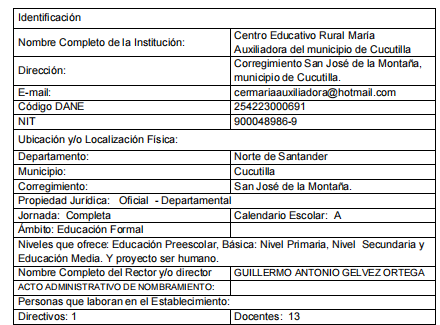 Identificación
Nombre Completo de la Institución:
Centro Educativo Rural María
Auxiliadora del municipio de Cucutilla
Dirección:
Corregimiento San José de la Montaña,
municipio de Cucutilla.
E-mail:
cermariaauxiliadora@hotmail.com
Código DANE
254223000691
NIT
900048986-9
Ubicación y/o Localización Física:
Departamento:
Norte de Santander
Municipio:
Cucutilla
Corregimiento:
San José de la Montaña.
Propiedad Jurídica: Oficial - Departamental
Jornada: Completa
Calendario Escolar: A
Ámbito: Educación Formal
Niveles que ofrece: Educación Preescolar, Básica: Nivel Primaria, Nivel Secundaria y
Educación Media. Y proyecto ser humano.
Nombre Completo del Rector y/o director
GUILLERMO ANTONIO GELVEZ ORTEGA
ACTO ADMINISTRATIVO DE NOMBRAMIENTO:
Personas que laboran en el Establecimiento:
Directivos: 1
Docentes: 13